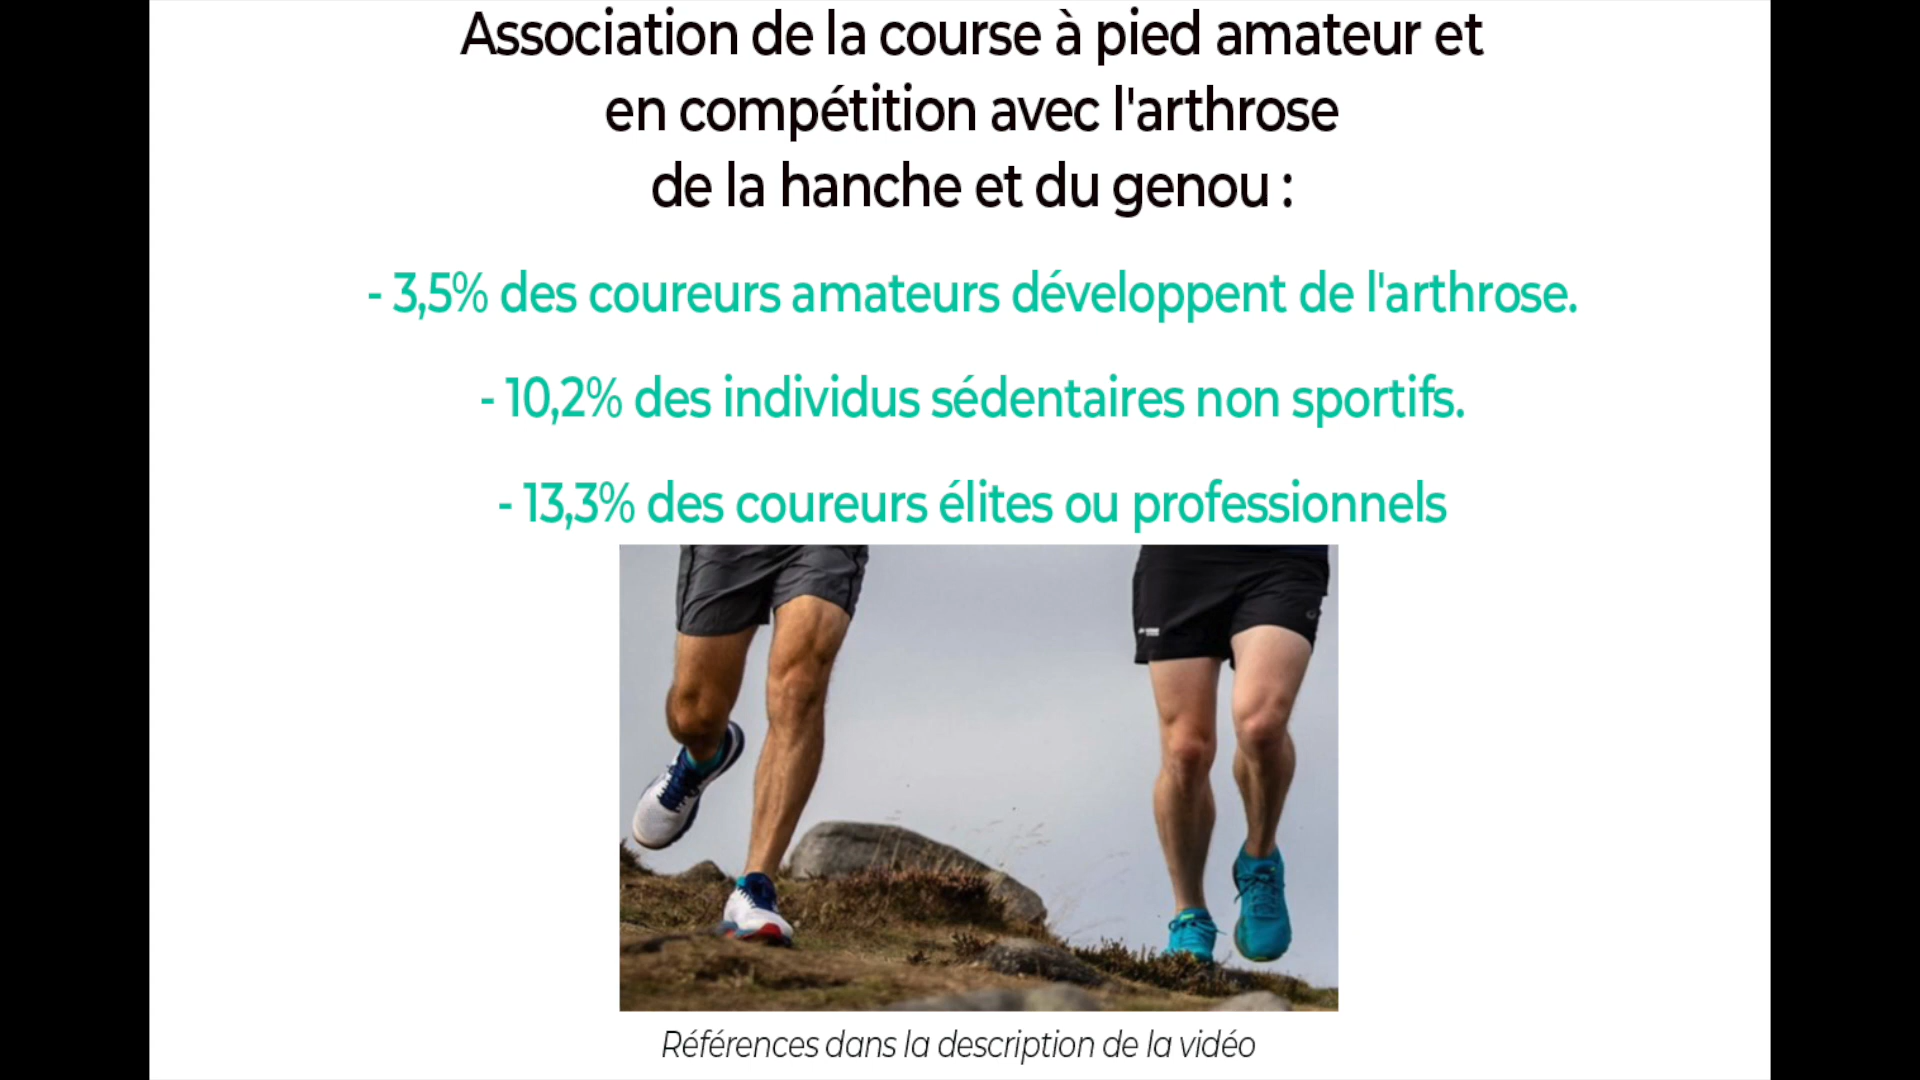 Association de la course à pied amateur et
en compétition avec l'arthrose
de la hanche et du genou :
- 3,5% des coureurs amateurs développent de l'arthrose.
- 10,2% des individus sédentaires non sportifs.
- 13,3% des coureurs élites ou professionnels
Références dans la description de la vidéo